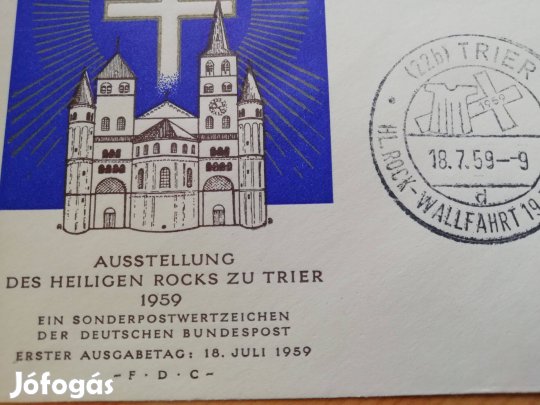 AUSSTELLUNG
DES HEILIGEN ROCKS ZU TRIER
1959
EIN SONDERPOSTWERTZEICHEN
DER DEUTSCHEN BUNDESPOST
ERSTER AUSGABETAG: 18. JULI 1959
– F · D · C –
(22b) TRIER
1959
18.7.59--9
d
HL. ROCK-WALLFAHRT 19
Jófogás